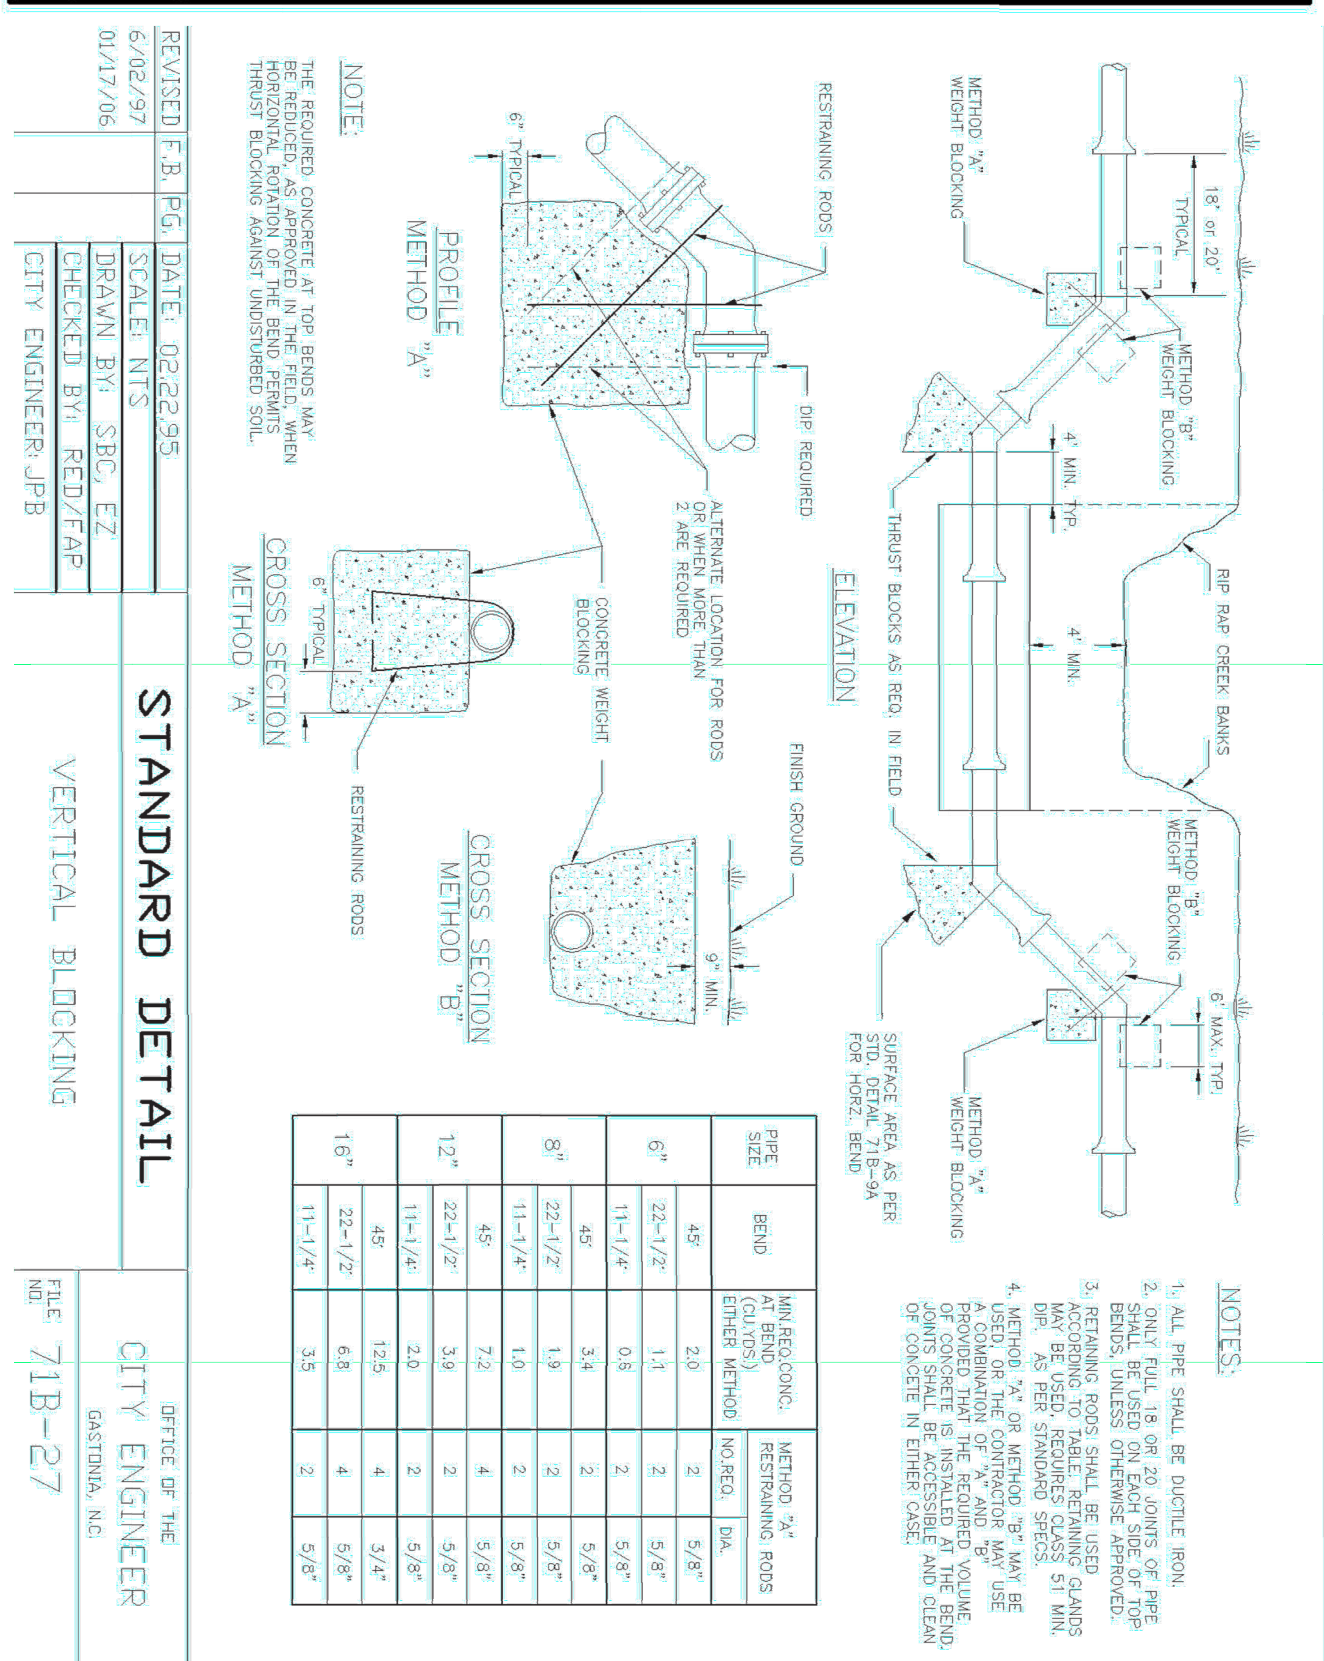 18' or 20'
TYPICAL
METHOD "A"
WEIGHT BLOCKING
METHOD "B"
WEIGHT BLOCKING
4' MIN. TYP.
RIP RAP CREEK BANKS
4' MIN.
METHOD "B"
WEIGHT BLOCKING
6' MAX. TYP.
METHOD "A"
WEIGHT BLOCKING
THRUST BLOCKS AS REQ. IN FIELD
SURFACE AREA AS PER
STD. DETAIL 71B-9A
FOR HORZ. BEND
ELEVATION
NOTES:
1. ALL PIPE SHALL BE DUCTILE IRON.
2. ONLY FULL 18 OR 20 JOINTS OF PIPE
SHALL BE USED ON EACH SIDE OF TOP
BENDS, UNLESS OTHERWISE APPROVED.
3. RETAINING RODS SHALL BE USED
ACCORDING TO TABLE, RETAINING GLANDS
MAY BE USED, REQUIRES CLASS 51 MIN.
DIP. AS PER STANDARD SPECS.
4. METHOD "A" OR METHOD "B" MAY BE
USED, OR THE CONTRACTOR MAY USE
A COMBINATION OF "A" AND "B"
PROVIDED THAT THE REQUIRED VOLUME
OF CONCRETE IS INSTALLED AT THE BEND.
JOINTS SHALL BE ACCESSIBLE AND CLEAN
OF CONCETE IN EITHER CASE.
RESTRAINING RODS
DIP REQUIRED
6" TYPICAL
ALTERNATE LOCATION FOR RODS
OR WHEN MORE THAN
2 ARE REQUIRED
PROFILE
METHOD "A"
CONCRETE WEIGHT
BLOCKING
6" TYPICAL
RESTRAINING RODS
CROSS SECTION
METHOD "A"
FINISH GROUND
9" MIN.
CROSS SECTION
METHOD "B"
NOTE:
THE REQUIRED CONCRETE AT TOP BENDS MAY
BE REDUCED, AS APPROVED IN THE FIELD, WHEN
HORIZONTAL ROTATION OF THE BEND PERMITS
THRUST BLOCKING AGAINST UNDISTURBED SOIL.
PIPE SIZE BEND MIN.REQ.CONC. AT BEND (CU.YDS.) EITHER METHOD METHOD "A" RESTRAINING RODS
NO.REQ. DIA.
6" 45° 2.0 2 5/8"
22-1/2° 1.1 2 5/8"
11-1/4° 0.6 2 5/8"
8" 45° 3.4 2 5/8"
22-1/2° 1.9 2 5/8"
11-1/4° 1.0 2 5/8"
12" 45° 7.2 4 5/8"
22-1/2° 3.9 2 5/8"
11-1/4° 2.0 2 5/8"
16" 45° 12.5 4 3/4"
22-1/2° 6.8 4 5/8"
11-1/4° 3.5 2 5/8"
REVISED F.B. PG.
6/02/97
01/17/06
DATE: 02.22.95
SCALE: NTS
DRAWN BY: SBC, EZ
CHECKED BY: RED/FAP
CITY ENGINEER: JPB
STANDARD DETAIL
VERTICAL BLOCKING
OFFICE OF THE
CITY ENGINEER
GASTONIA, N.C.
FILE NO. 71B-27